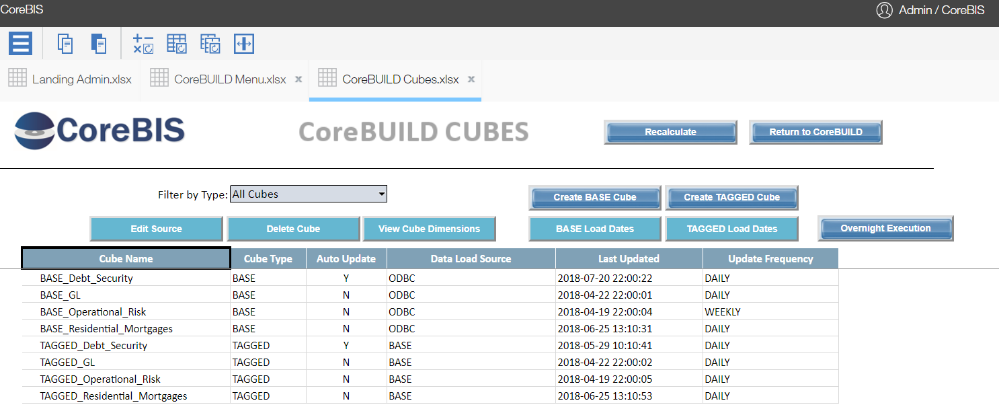 CoreBIS
Admin / CoreBIS
Landing Admin.xlsx CoreBUILD Menu.xlsx x CoreBUILD Cubes.xlsx x
CoreBIS CoreBUILD CUBES Recalculate Return to CoreBUILD
Filter by Type: All Cubes Create BASE Cube Create TAGGED Cube
Edit Source Delete Cube View Cube Dimensions BASE Load Dates TAGGED Load Dates Overnight Execution
Cube Name Cube Type Auto Update Data Load Source Last Updated Update Frequency
BASE_Debt_Security BASE Y ODBC 2018-07-20 22:00:22 DAILY
BASE_GL BASE N ODBC 2018-04-22 22:00:01 DAILY
BASE_Operational_Risk BASE N ODBC 2018-04-19 22:00:04 WEEKLY
BASE_Residential_Mortgages BASE N ODBC 2018-06-25 13:10:31 DAILY
TAGGED_Debt_Security TAGGED Y BASE 2018-05-29 10:10:41 DAILY
TAGGED_GL TAGGED N BASE 2018-04-22 22:00:02 DAILY
TAGGED_Operational_Risk TAGGED N BASE 2018-04-19 22:00:05 DAILY
TAGGED_Residential_Mortgages TAGGED N BASE 2018-06-25 13:10:53 DAILY